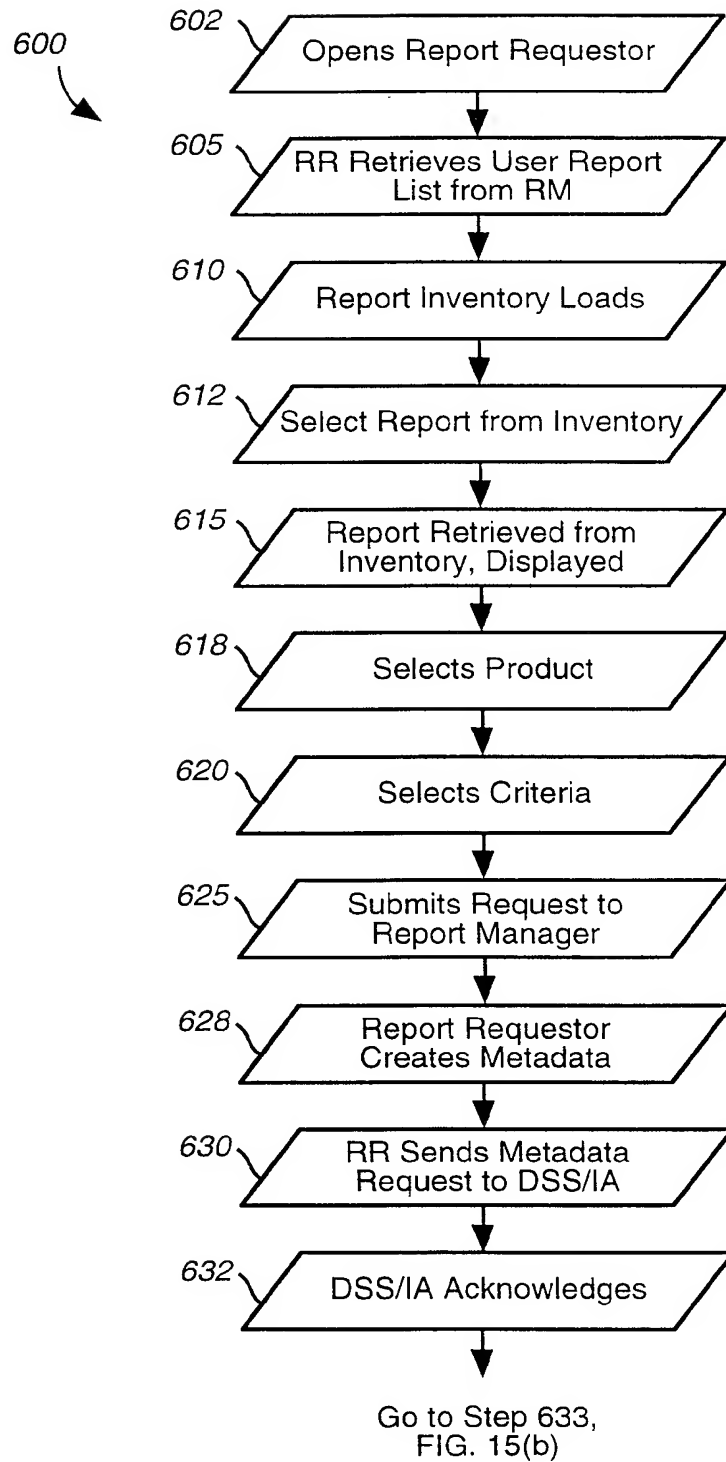 600
602
Opens Report Requestor
605
RR Retrieves User Report
List from RM
610
Report Inventory Loads
612
Select Report from Inventory
615
Report Retrieved from
Inventory, Displayed
618
Selects Product
620
Selects Criteria
625
Submits Request to
Report Manager
628
Report Requestor
Creates Metadata
630
RR Sends Metadata
Request to DSS/IA
632
DSS/IA Acknowledges
Go to Step 633,
FIG. 15(b)